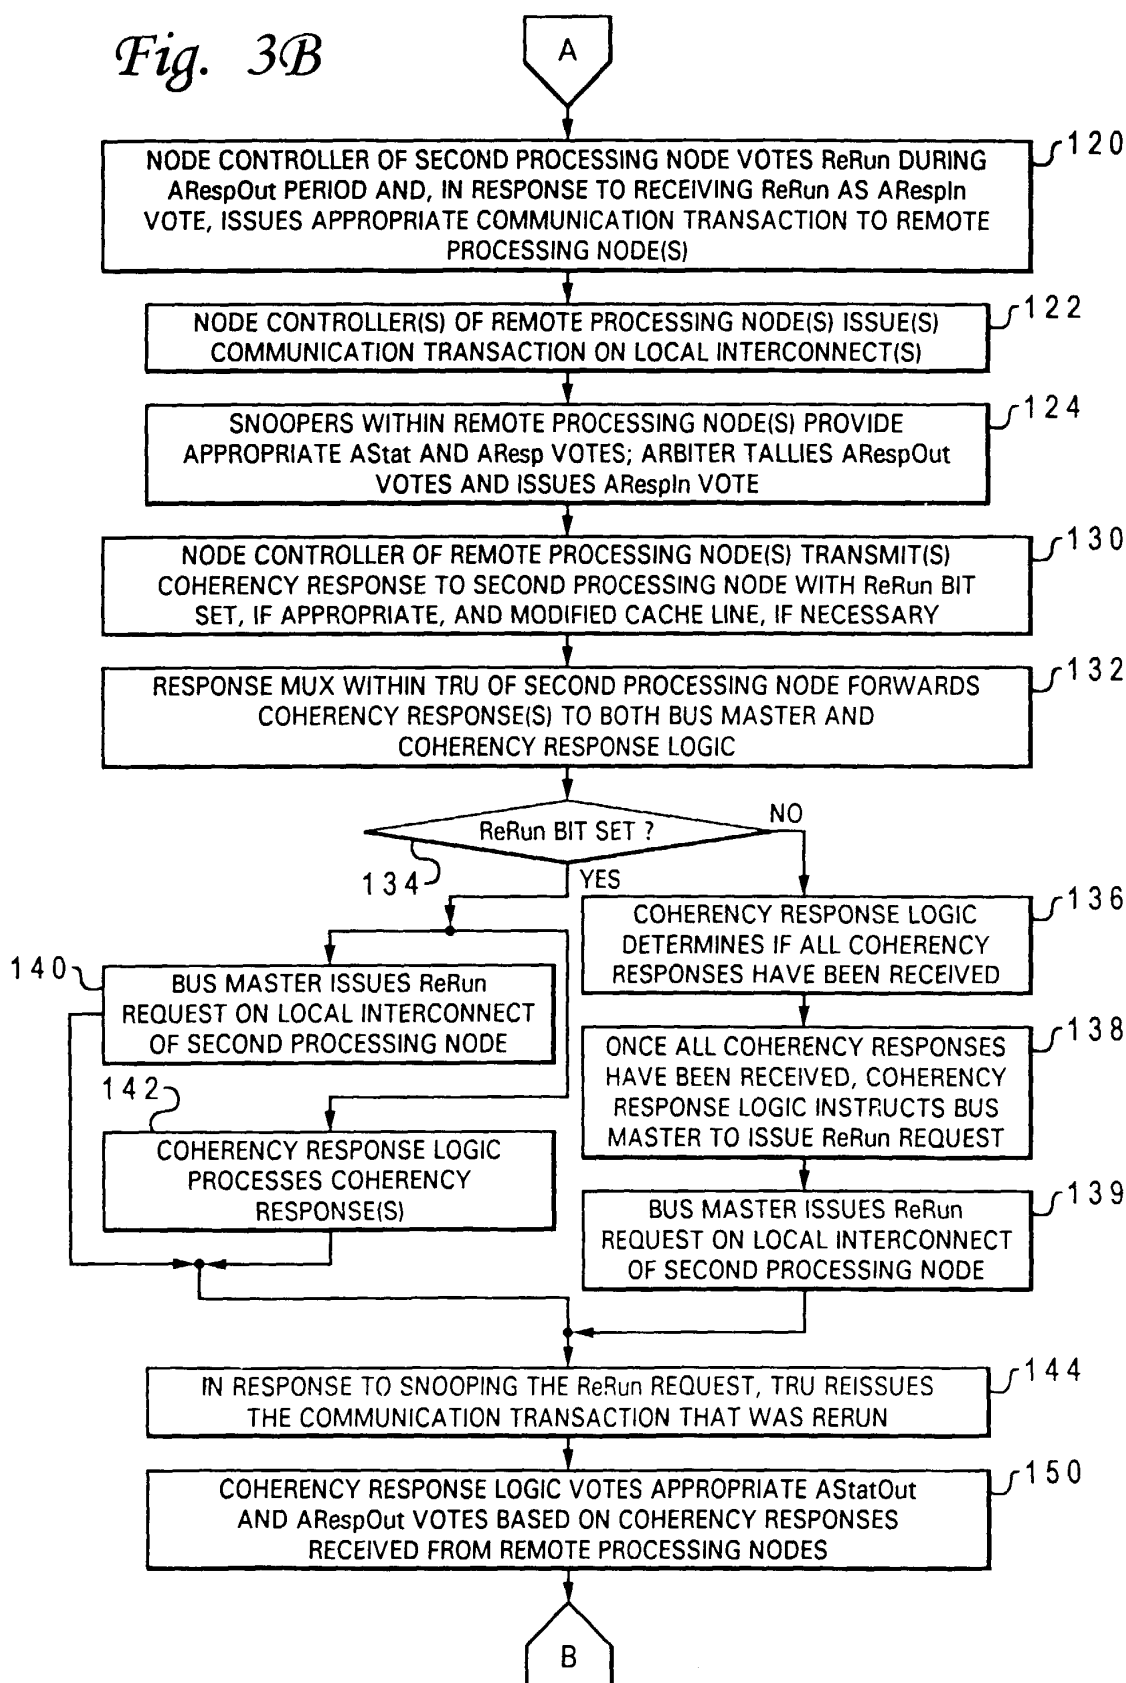 Fig. 3B
A
120
NODE CONTROLLER OF SECOND PROCESSING NODE VOTES ReRun DURING
ARespOut PERIOD AND, IN RESPONSE TO RECEIVING ReRun AS ARespIn
VOTE, ISSUES APPROPRIATE COMMUNICATION TRANSACTION TO REMOTE
PROCESSING NODE(S)
122
NODE CONTROLLER(S) OF REMOTE PROCESSING NODE(S) ISSUE(S)
COMMUNICATION TRANSACTION ON LOCAL INTERCONNECT(S)
124
SNOOPERS WITHIN REMOTE PROCESSING NODE(S) PROVIDE
APPROPRIATE AStat AND AResp VOTES; ARBITER TALLIES ARespOut
VOTES AND ISSUES ARespIn VOTE
130
NODE CONTROLLER OF REMOTE PROCESSING NODE(S) TRANSMIT(S)
COHERENCY RESPONSE TO SECOND PROCESSING NODE WITH ReRun BIT
SET, IF APPROPRIATE, AND MODIFIED CACHE LINE, IF NECESSARY
132
RESPONSE MUX WITHIN TRU OF SECOND PROCESSING NODE FORWARDS
COHERENCY RESPONSE(S) TO BOTH BUS MASTER AND
COHERENCY RESPONSE LOGIC
ReRun BIT SET ?
NO
134
YES
136
COHERENCY RESPONSE LOGIC
DETERMINES IF ALL COHERENCY
RESPONSES HAVE BEEN RECEIVED
140
BUS MASTER ISSUES ReRun
REQUEST ON LOCAL INTERCONNECT
OF SECOND PROCESSING NODE
138
ONCE ALL COHERENCY RESPONSES
HAVE BEEN RECEIVED, COHERENCY
RESPONSE LOGIC INSTRUCTS BUS
MASTER TO ISSUE ReRun REQUEST
142
COHERENCY RESPONSE LOGIC
PROCESSES COHERENCY
RESPONSE(S)
139
BUS MASTER ISSUES ReRun
REQUEST ON LOCAL INTERCONNECT
OF SECOND PROCESSING NODE
144
IN RESPONSE TO SNOOPING THE ReRun REQUEST, TRU REISSUES
THE COMMUNICATION TRANSACTION THAT WAS RERUN
150
COHERENCY RESPONSE LOGIC VOTES APPROPRIATE AStatOut
AND ARespOut VOTES BASED ON COHERENCY RESPONSES
RECEIVED FROM REMOTE PROCESSING NODES
B